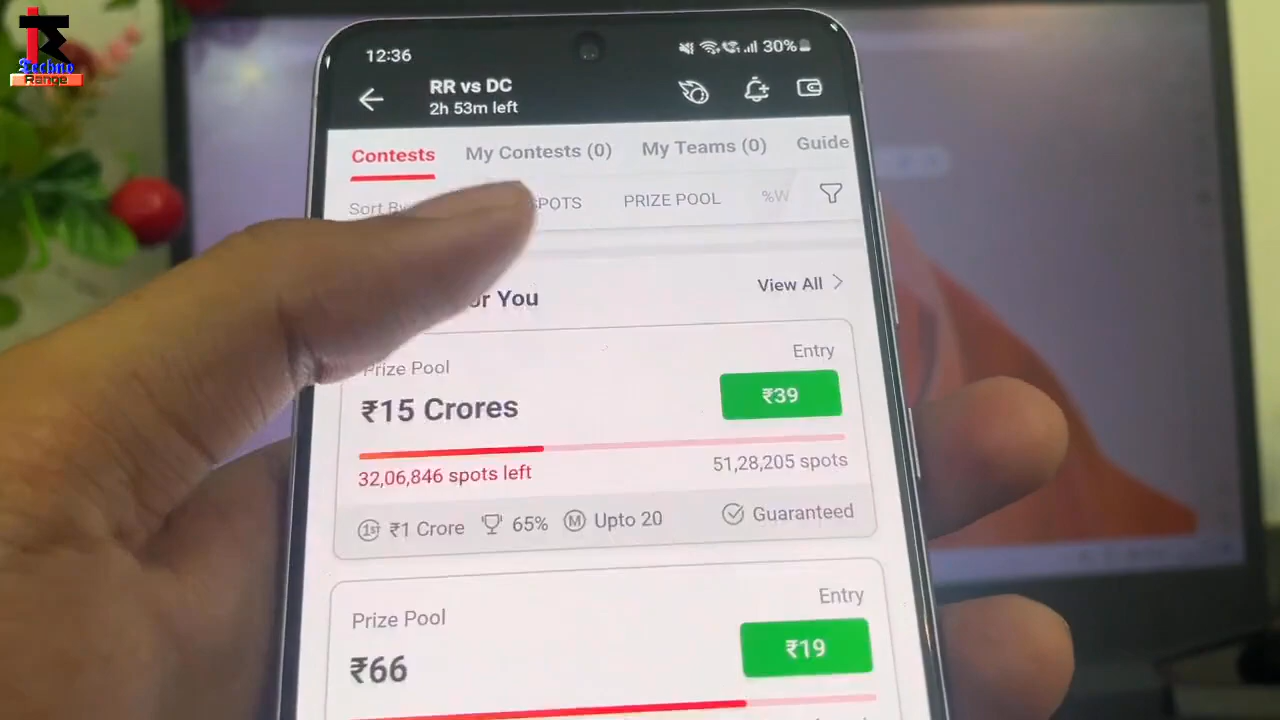 Techno
Range
12:36
30%
RR vs DC
2h 53m left
Contests
My Contests (0)
My Teams (0)
Guide
Sort By
SPOTS
PRIZE POOL
%W
or You
View All
Prize Pool
Entry
₹15 Crores
₹39
32,06,846 spots left
51,28,205 spots
1st ₹1 Crore
65%
M Upto 20
Guaranteed
Prize Pool
Entry
₹66
₹19